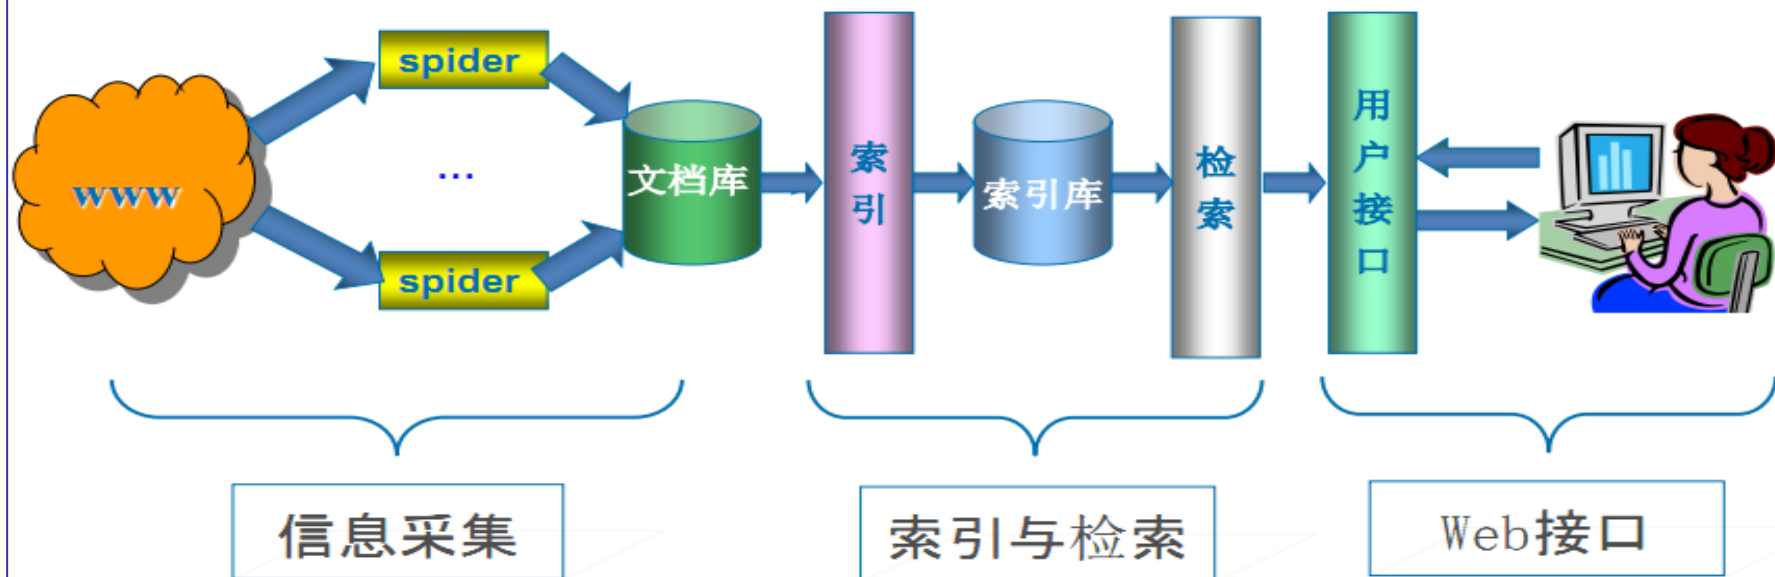 spider
www
...
spider
文档库
索引
索引库
检索
用户接口
信息采集
索引与检索
Web接口